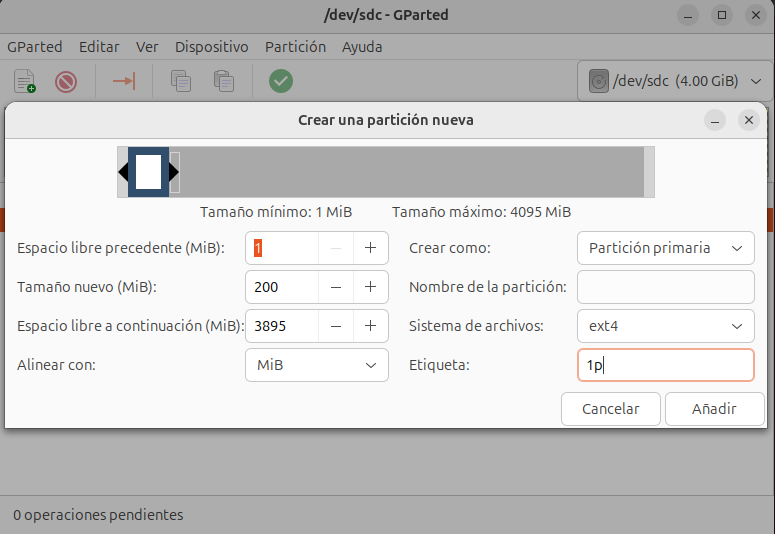 /dev/sdc - GParted
GParted Editar Ver Dispositivo Partición Ayuda
/dev/sdc (4.00 GiB)
Crear una partición nueva
Tamaño mínimo: 1 MiB Tamaño máximo: 4095 MiB
Espacio libre precedente (MiB): 1 Crear como: Partición primaria
Tamaño nuevo (MiB): 200 Nombre de la partición:
Espacio libre a continuación (MiB): 3895 Sistema de archivos: ext4
Alinear con: MiB Etiqueta: 1p
Cancelar Añadir
0 operaciones pendientes